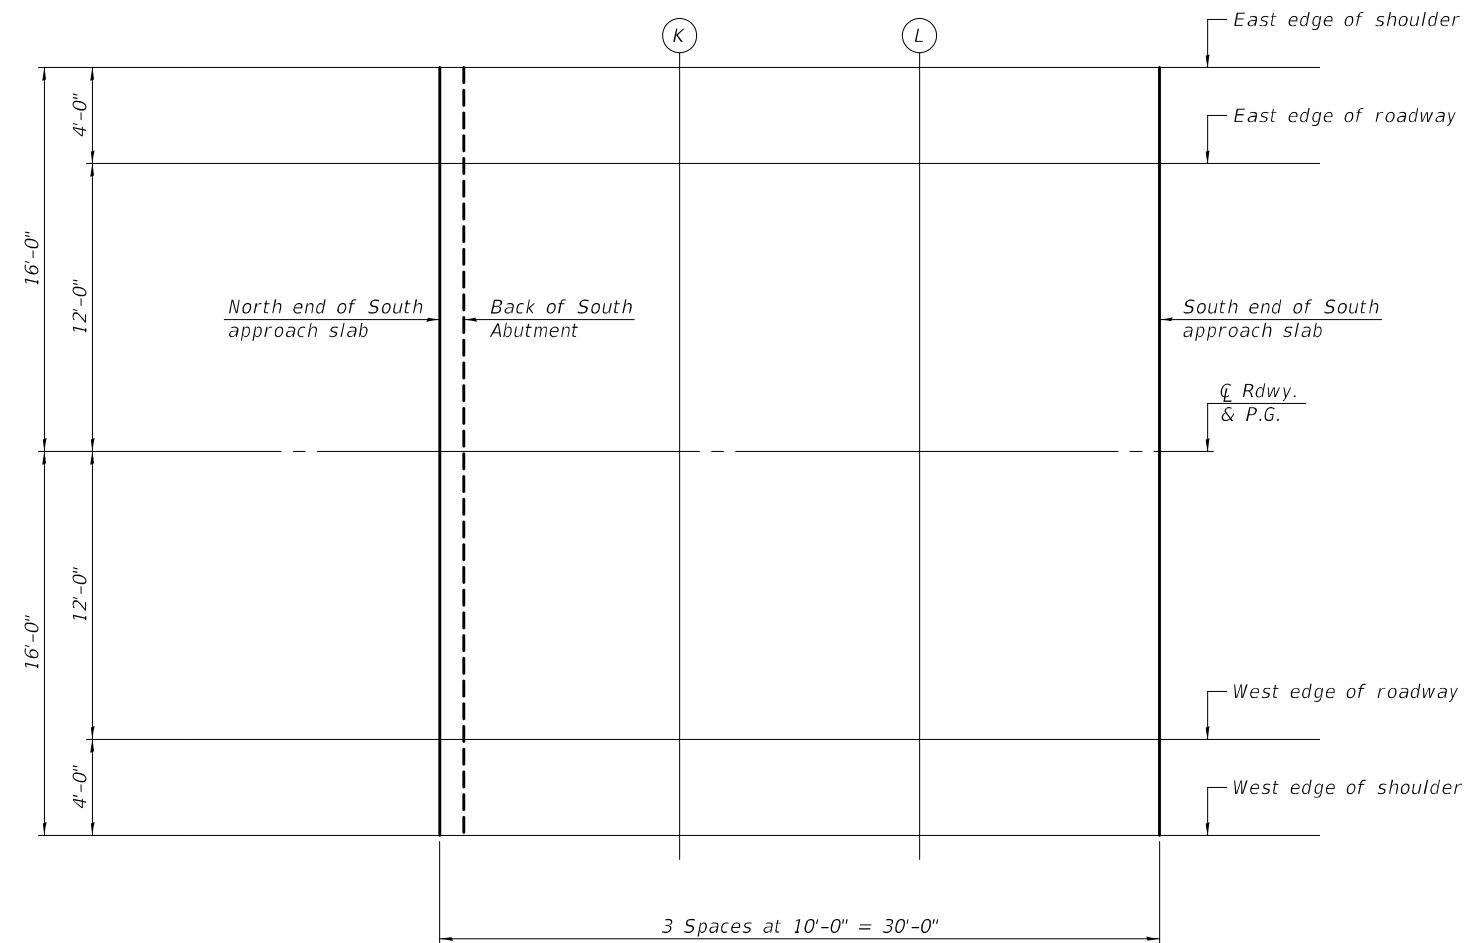 K
L
East edge of shoulder
East edge of roadway
4'-0"
16'-0"
12'-0"
North end of South
approach slab
Back of South
Abutment
South end of South
approach slab
℄ Rdwy.
& P.G.
12'-0"
16'-0"
West edge of roadway
4'-0"
West edge of shoulder
3 Spaces at 10'-0" = 30'-0"